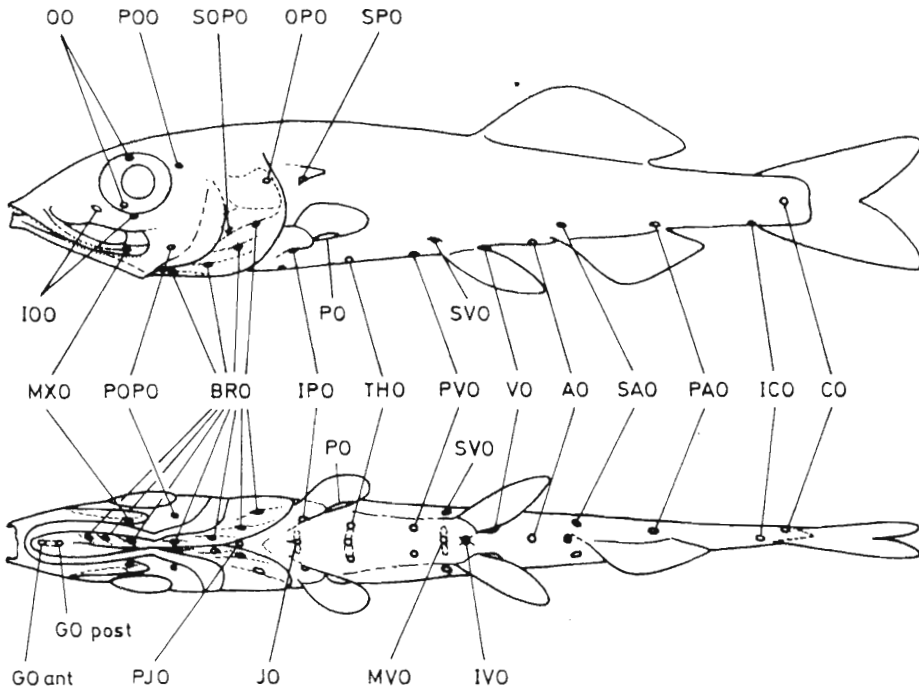 OO POO SOPO OPO SPO
IOO PO SVO
MXO POPO BRO IPO THO PVO VO AO SAO PAO ICO CO
PO SVO
GO post
GO ant PJO JO MVO IVO